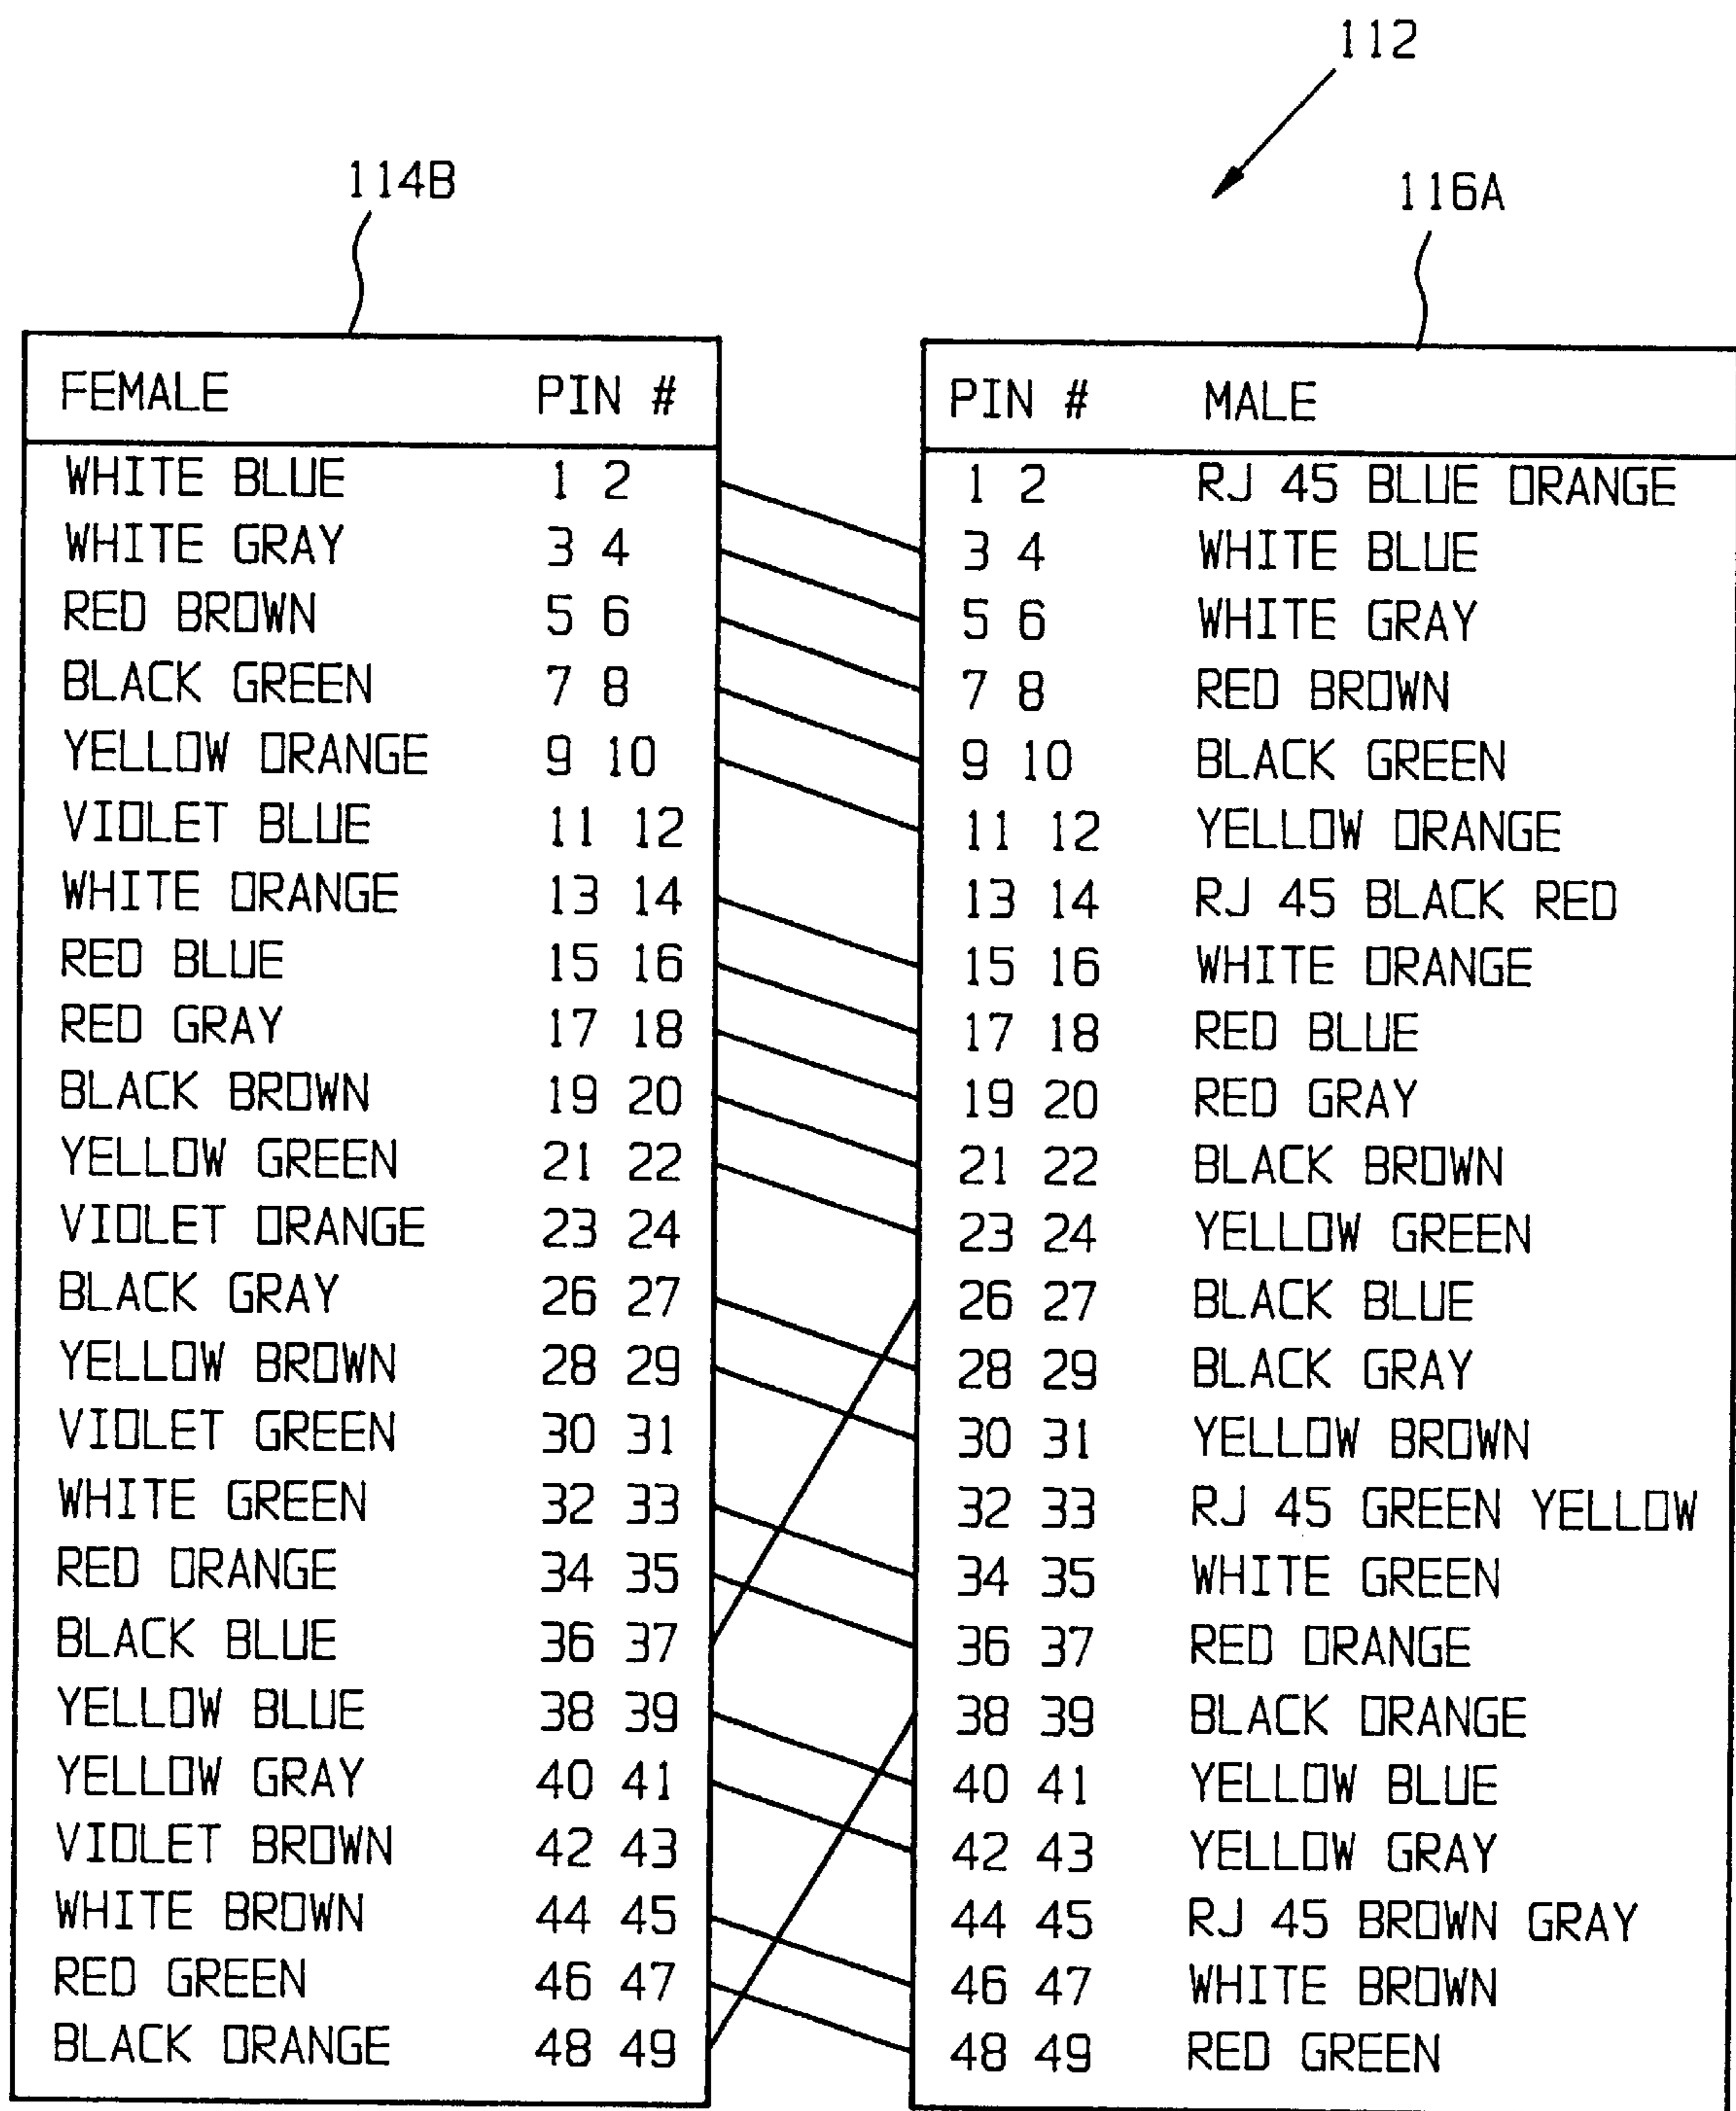 112
114B
116A
FEMALE PIN #
WHITE BLUE 1 2
WHITE GRAY 3 4
RED BROWN 5 6
BLACK GREEN 7 8
YELLOW ORANGE 9 10
VIOLET BLUE 11 12
WHITE ORANGE 13 14
RED BLUE 15 16
RED GRAY 17 18
BLACK BROWN 19 20
YELLOW GREEN 21 22
VIOLET ORANGE 23 24
BLACK GRAY 26 27
YELLOW BROWN 28 29
VIOLET GREEN 30 31
WHITE GREEN 32 33
RED ORANGE 34 35
BLACK BLUE 36 37
YELLOW BLUE 38 39
YELLOW GRAY 40 41
VIOLET BROWN 42 43
WHITE BROWN 44 45
RED GREEN 46 47
BLACK ORANGE 48 49
PIN # MALE
1 2 RJ 45 BLUE ORANGE
3 4 WHITE BLUE
5 6 WHITE GRAY
7 8 RED BROWN
9 10 BLACK GREEN
11 12 YELLOW ORANGE
13 14 RJ 45 BLACK RED
15 16 WHITE ORANGE
17 18 RED BLUE
19 20 RED GRAY
21 22 BLACK BROWN
23 24 YELLOW GREEN
26 27 BLACK BLUE
28 29 BLACK GRAY
30 31 YELLOW BROWN
32 33 RJ 45 GREEN YELLOW
34 35 WHITE GREEN
36 37 RED ORANGE
38 39 BLACK ORANGE
40 41 YELLOW BLUE
42 43 YELLOW GRAY
44 45 RJ 45 BROWN GRAY
46 47 WHITE BROWN
48 49 RED GREEN